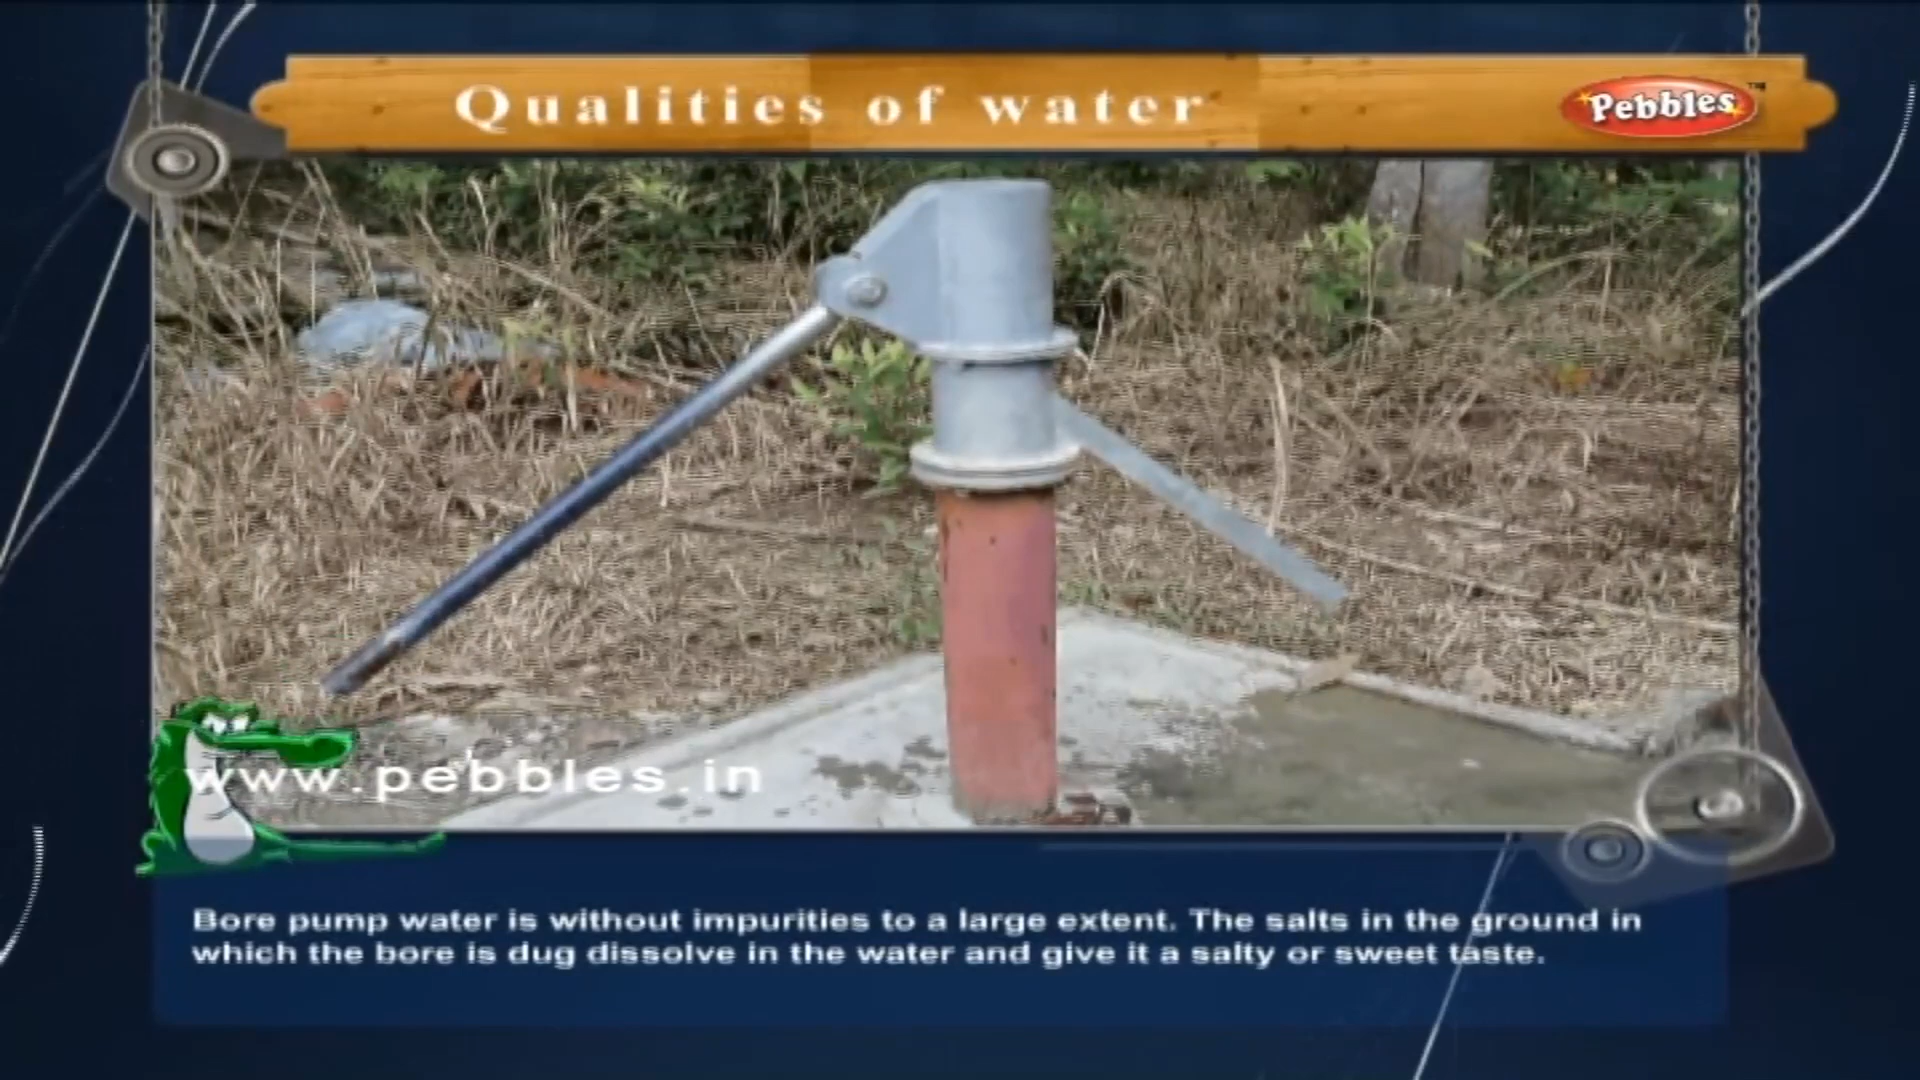 Qualities of water
Pebbles™
www.pebbles.in
Bore pump water is without impurities to a large extent. The salts in the ground in
which the bore is dug dissolve in the water and give it a salty or sweet taste.